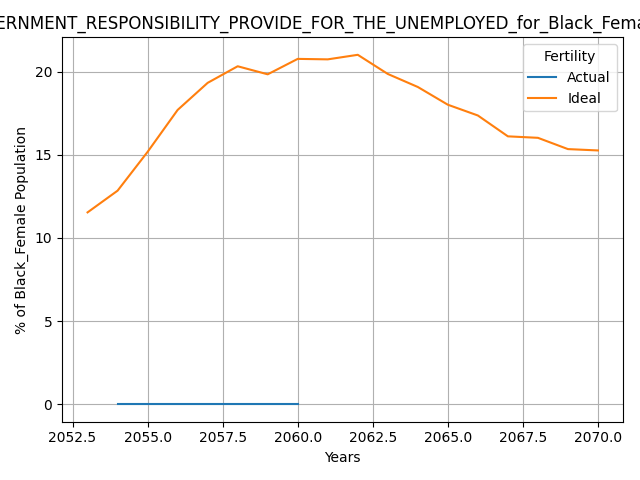 ERNMENT_RESPONSIBILITY_PROVIDE_FOR_THE_UNEMPLOYED_for_Black_Fema
Fertility
Actual
Ideal
20
15
10
5
0
% of Black_Female Population
2052.5 2055.0 2057.5 2060.0 2062.5 2065.0 2067.5 2070.0
Years